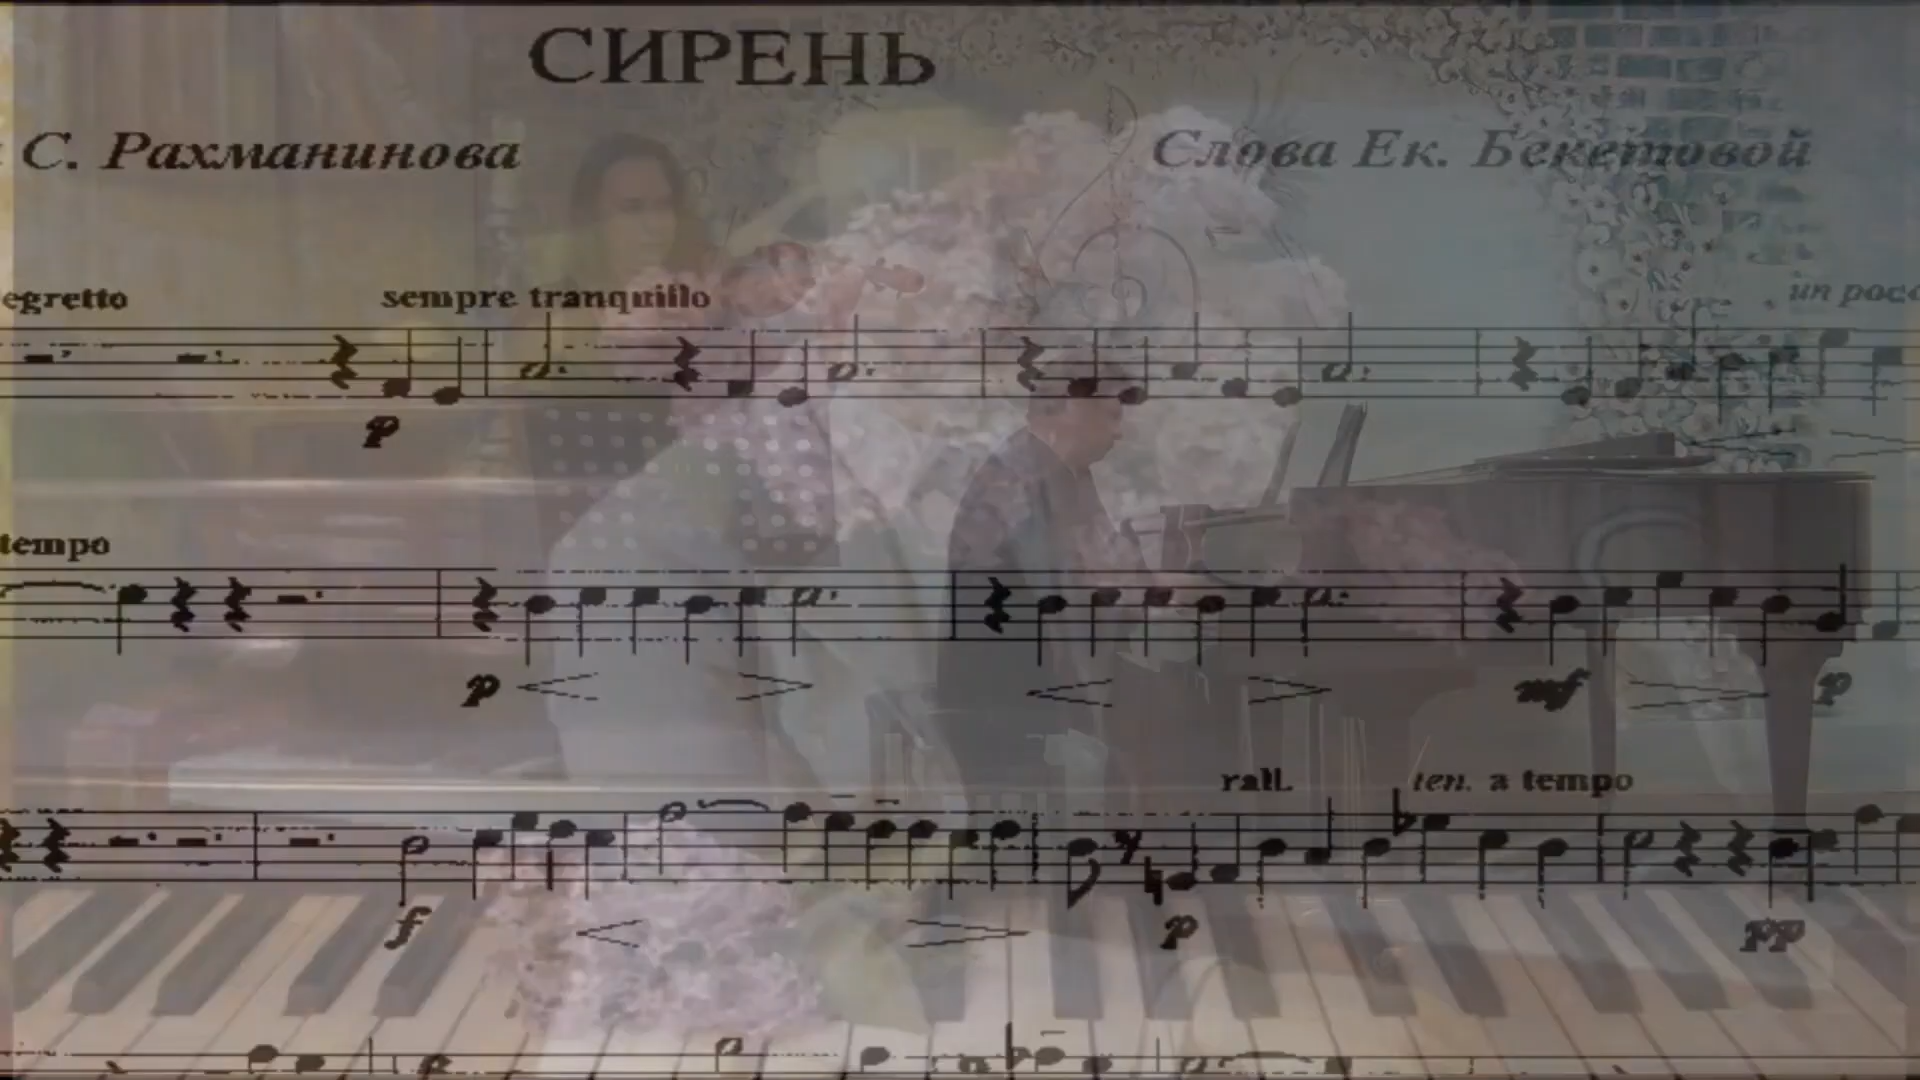 СИРЕНЬ
С. Рахманинова
Слова Ек. Бекетовой
egretto
sempre tranquillo
un poco
p
tempo
p
mf
p
rall.
ten. a tempo
f
p
pp